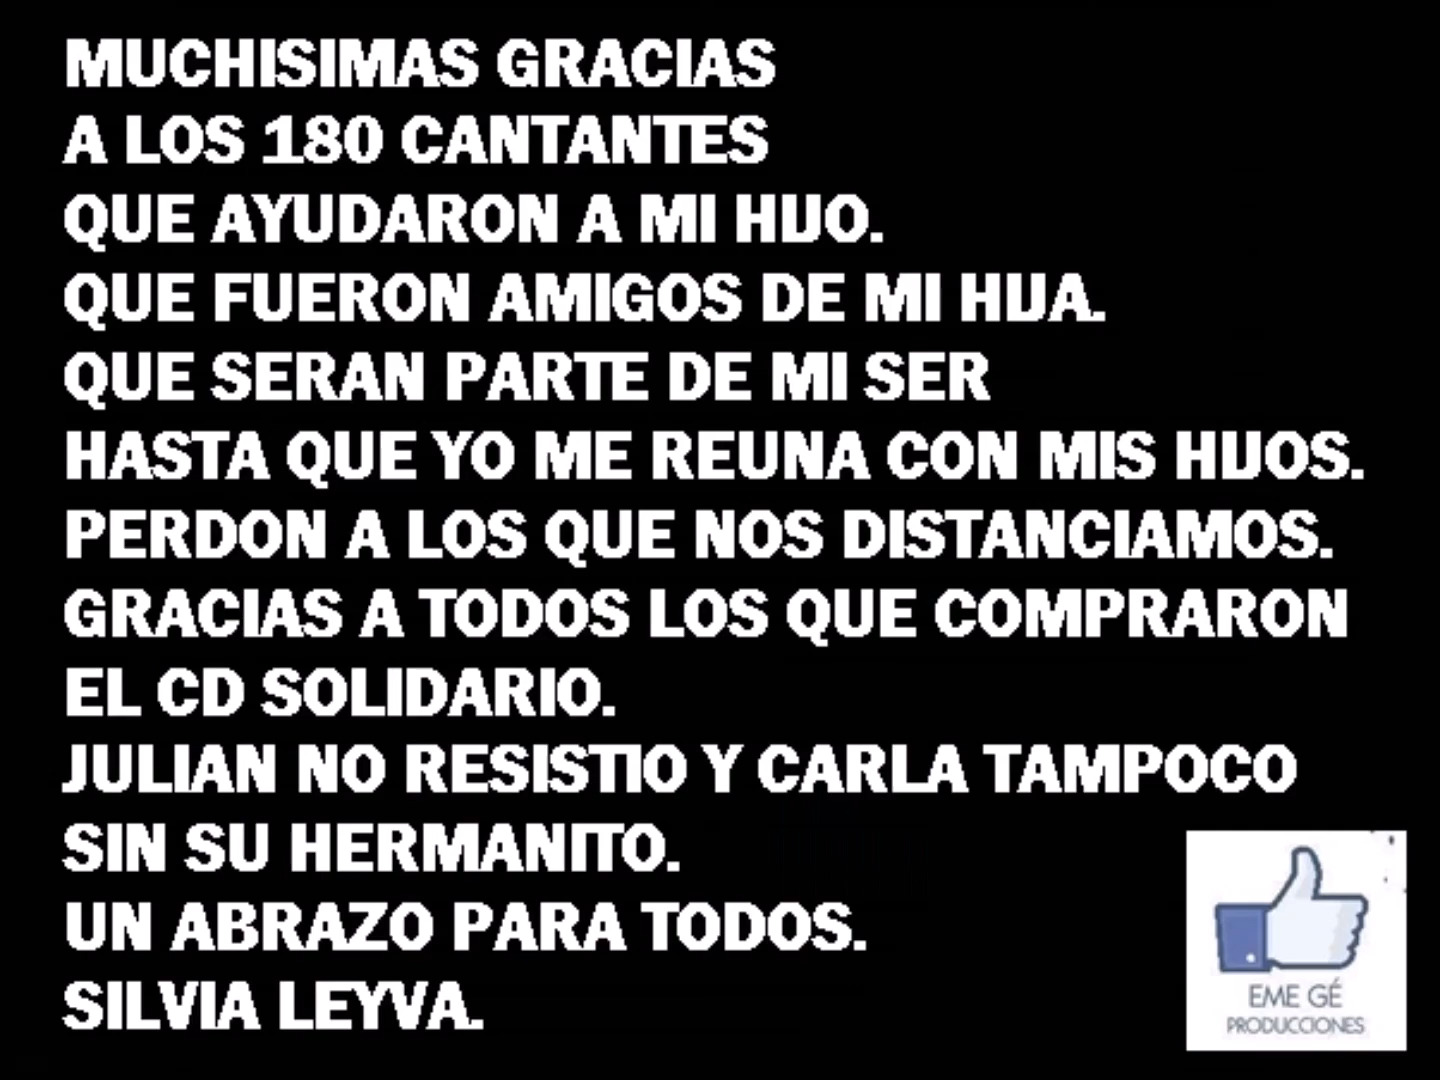 MUCHISIMAS GRACIAS
A LOS 180 CANTANTES
QUE AYUDARON A MI HIJO.
QUE FUERON AMIGOS DE MI HIJA.
QUE SERAN PARTE DE MI SER
HASTA QUE YO ME REUNA CON MIS HIJOS.
PERDON A LOS QUE NOS DISTANCIAMOS.
GRACIAS A TODOS LOS QUE COMPRARON
EL CD SOLIDARIO.
JULIAN NO RESISTIO Y CARLA TAMPOCO
SIN SU HERMANITO.
UN ABRAZO PARA TODOS.
SILVIA LEYVA.
EME GÉ
PRODUCCIONES